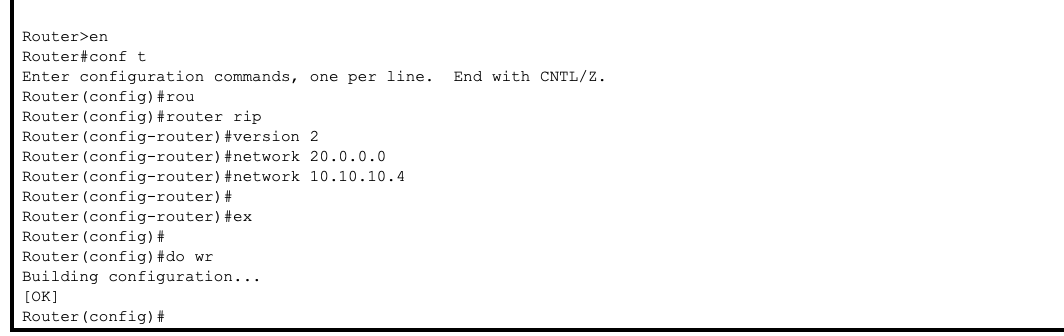 Router>en
Router#conf t
Enter configuration commands, one per line.  End with CNTL/Z.
Router(config)#rou
Router(config)#router rip
Router(config-router)#version 2
Router(config-router)#network 20.0.0.0
Router(config-router)#network 10.10.10.4
Router(config-router)#
Router(config-router)#ex
Router(config)#
Router(config)#do wr
Building configuration...
[OK]
Router(config)#